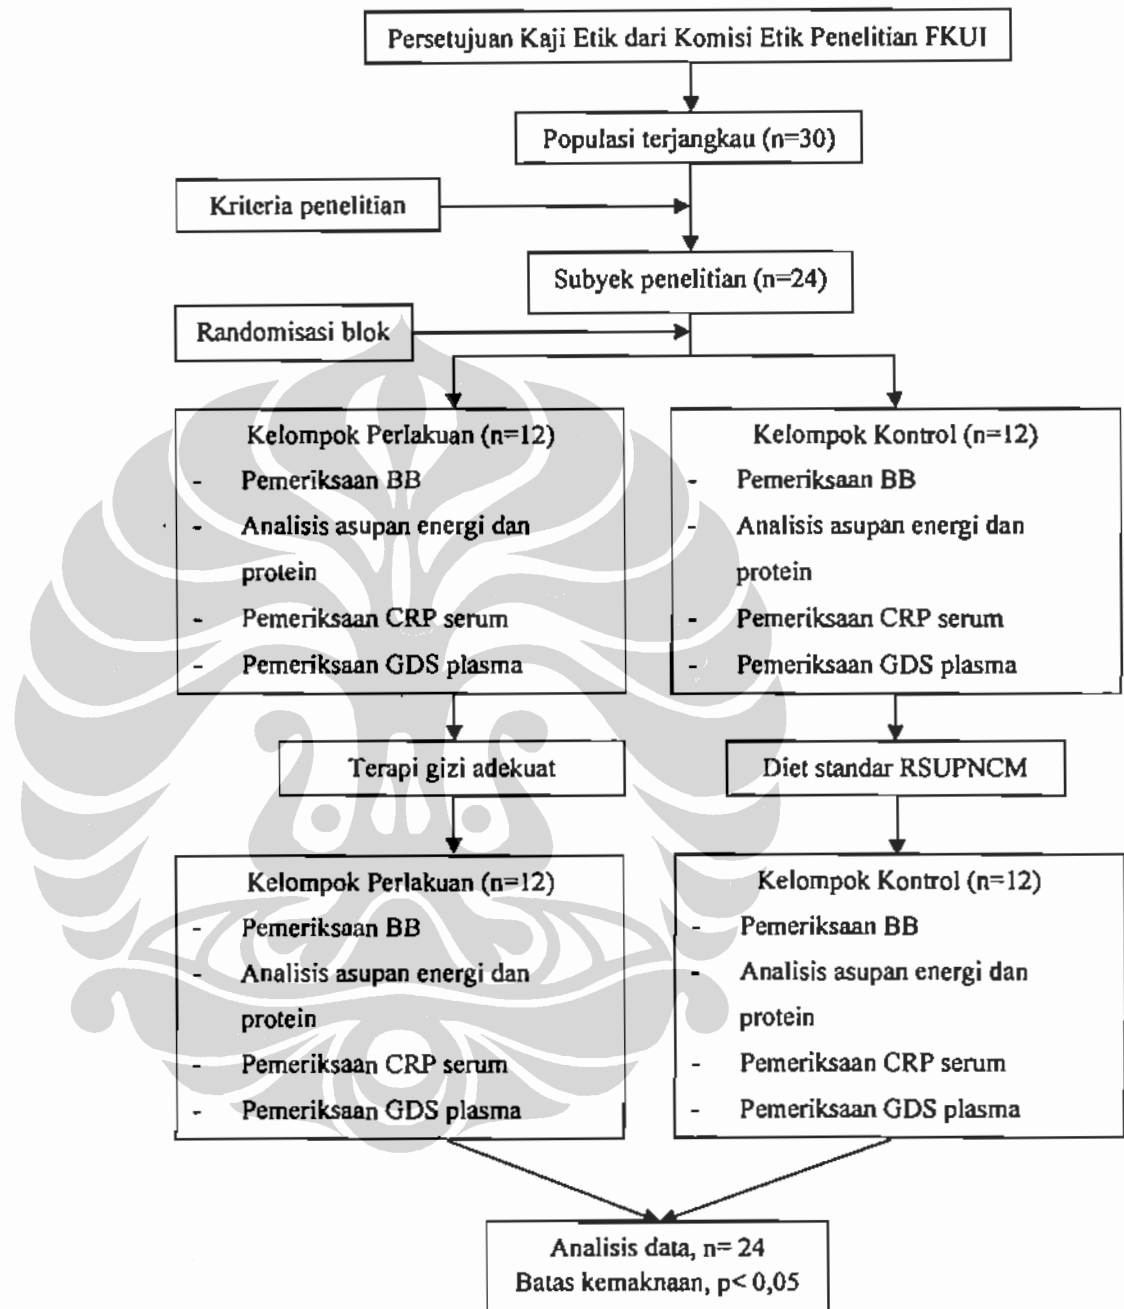 Persetujuan Kaji Etik dari Komisi Etik Penelitian FKUI
Populasi terjangkau (n=30)
Kriteria penelitian
Subyek penelitian (n=24)
Randomisasi blok
Kelompok Perlakuan (n=12)
- Pemeriksaan BB
- Analisis asupan energi dan
protein
- Pemeriksaan CRP serum
- Pemeriksaan GDS plasma
Kelompok Kontrol (n=12)
- Pemeriksaan BB
- Analisis asupan energi dan
protein
- Pemeriksaan CRP serum
- Pemeriksaan GDS plasma
Terapi gizi adekuat
Diet standar RSUPNCM
Kelompok Perlakuan (n=12)
- Pemeriksaan BB
- Analisis asupan energi dan
protein
- Pemeriksaan CRP serum
- Pemeriksaan GDS plasma
Kelompok Kontrol (n=12)
- Pemeriksaan BB
- Analisis asupan energi dan
protein
- Pemeriksaan CRP serum
- Pemeriksaan GDS plasma
Analisis data, n= 24
Batas kemaknaan, p< 0,05